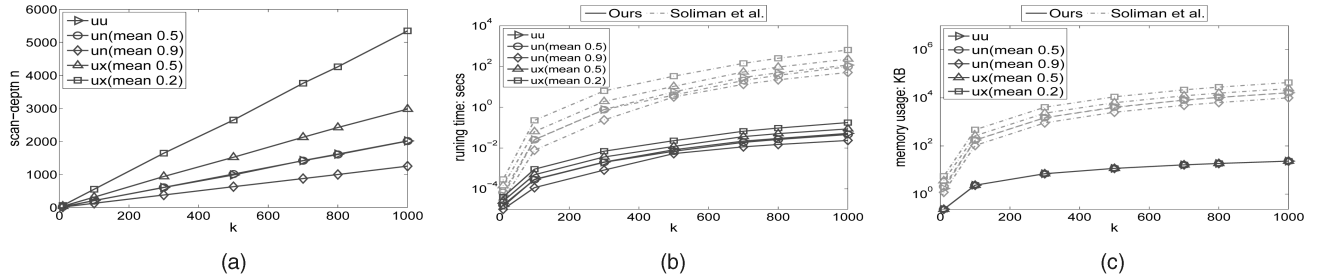 6000
5000
4000
3000
2000
1000
0
scan-depth n
uu
un(mean 0.5)
un(mean 0.9)
ux(mean 0.5)
ux(mean 0.2)
0 200 400 600 800 1000
k
(a)
Ours Soliman et al.
10^4
10^2
10^0
10^-2
10^-4
runing time: secs
uu
un(mean 0.5)
un(mean 0.9)
ux(mean 0.5)
ux(mean 0.2)
0 200 400 600 800 1000
k
(b)
Ours Soliman et al.
10^6
10^4
10^2
10^0
memory usage: KB
uu
un(mean 0.5)
un(mean 0.9)
ux(mean 0.5)
ux(mean 0.2)
0 200 400 600 800 1000
k
(c)